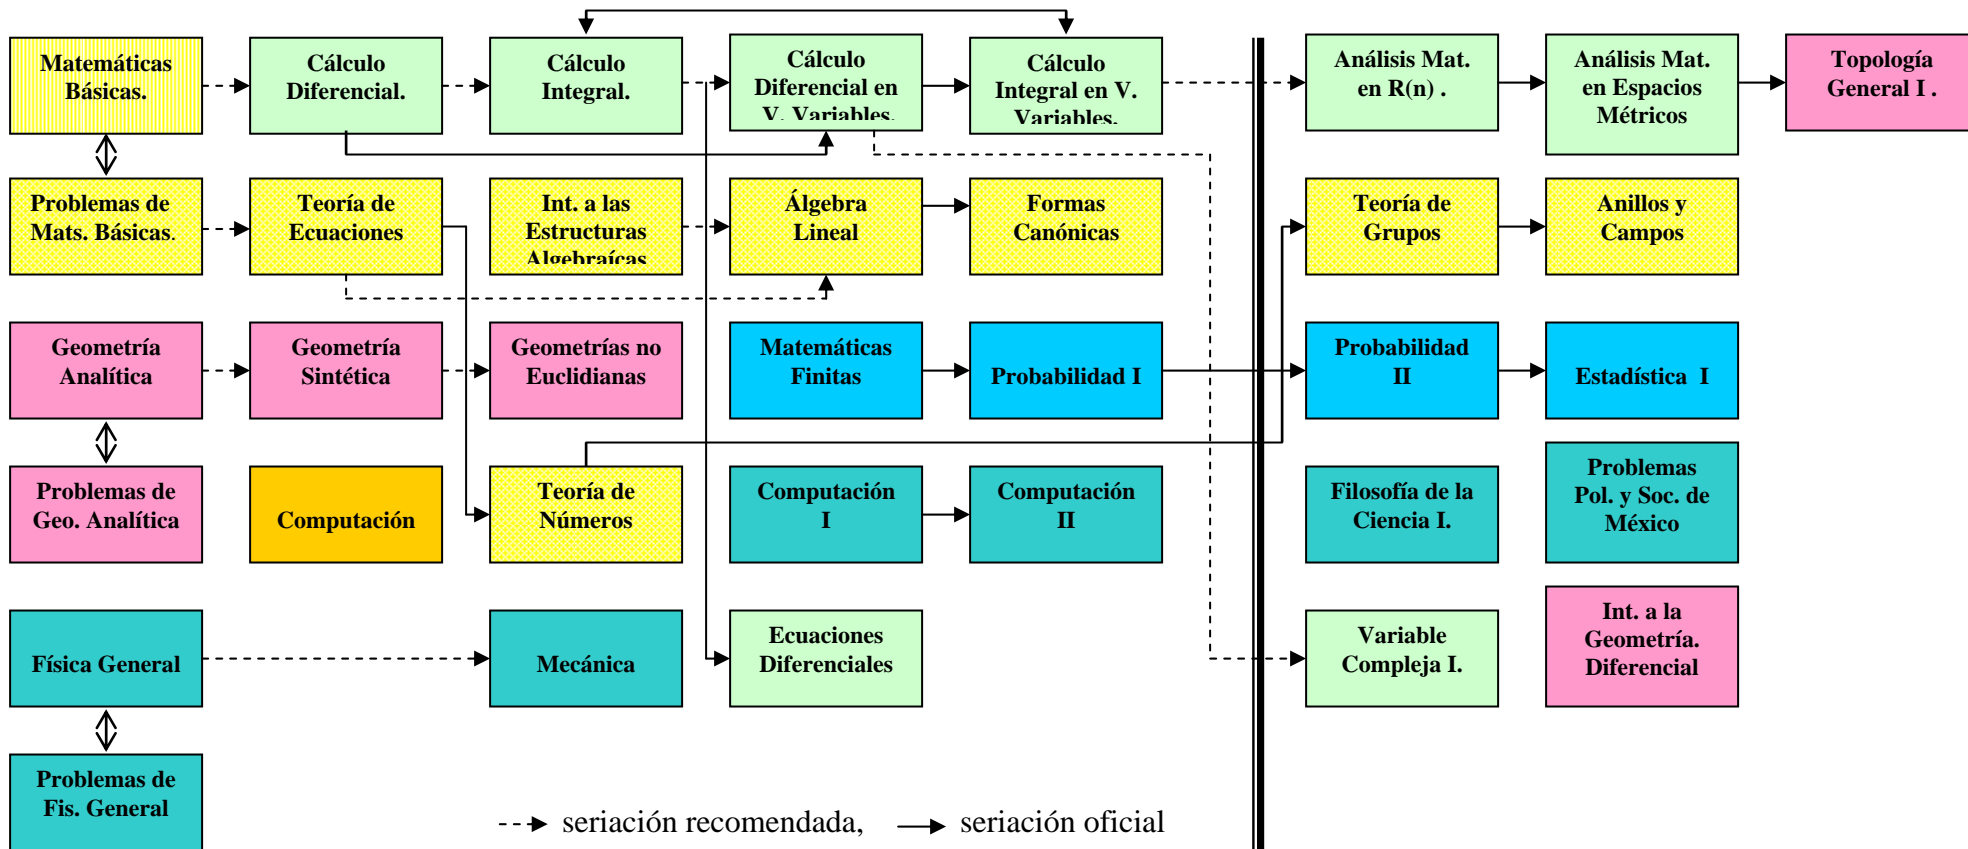 Matemáticas
Básicas.
Cálculo
Diferencial.
Cálculo
Integral.
Cálculo
Diferencial en
V. Variables.
Cálculo
Integral en V.
Variables.
Análisis Mat.
en R(n) .
Análisis Mat.
en Espacios
Métricos
Topología
General I .
Problemas de
Mats. Básicas.
Teoría de
Ecuaciones
Int. a las
Estructuras
Algebraícas
Álgebra
Lineal
Formas
Canónicas
Teoría de
Grupos
Anillos y
Campos
Geometría
Analítica
Geometría
Sintética
Geometrías no
Euclidianas
Matemáticas
Finitas
Probabilidad I
Probabilidad
II
Estadística I
Problemas de
Geo. Analítica
Computación
Teoría de
Números
Computación
I
Computación
II
Filosofía de la
Ciencia I.
Problemas
Pol. y Soc. de
México
Física General
Mecánica
Ecuaciones
Diferenciales
Variable
Compleja I.
Int. a la
Geometría.
Diferencial
Problemas de
Fis. General
seriación recomendada, seriación oficial